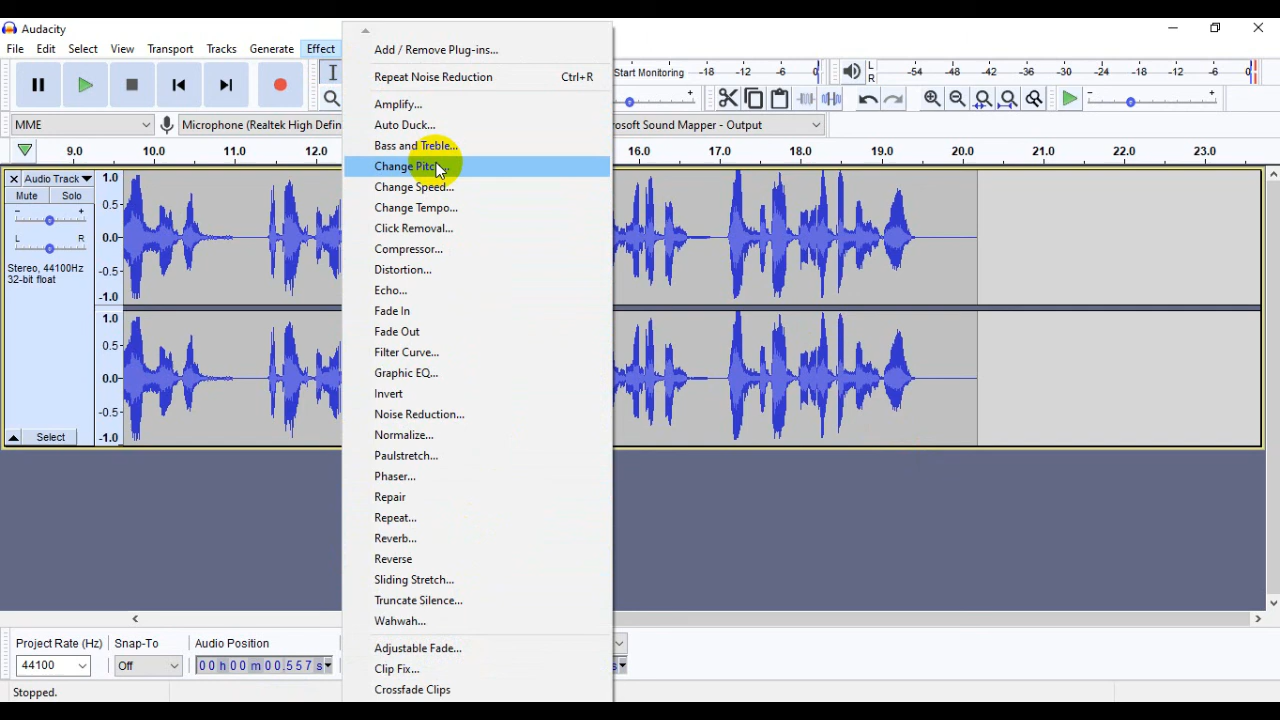 Audacity
File Edit Select View Transport Tracks Generate Effect
Add / Remove Plug-ins...
Repeat Noise Reduction Ctrl+R
Amplify...
Auto Duck...
Bass and Treble...
Change Pitch...
Change Speed...
Change Tempo...
Click Removal...
Compressor...
Distortion...
Echo...
Fade In
Fade Out
Filter Curve...
Graphic EQ...
Invert
Noise Reduction...
Normalize...
Paulstretch...
Phaser...
Repair
Repeat...
Reverb...
Reverse
Sliding Stretch...
Truncate Silence...
Wahwah...
Adjustable Fade...
Clip Fix...
Crossfade Clips
Start Monitoring -18 -12 -6 0
L R -54 -48 -42 -36 -30 -24 -18 -12 -6 0
MME Microphone (Realtek High Defin
osoft Sound Mapper - Output
9.0 10.0 11.0 12.0 16.0 17.0 18.0 19.0 20.0 21.0 22.0 23.0
Audio Track
Mute Solo
- +
L R
Stereo, 44100Hz
32-bit float
Select
1.0
0.5-
0.0-
-0.5-
-1.0
1.0
0.5-
0.0-
-0.5-
-1.0
Project Rate (Hz) Snap-To Audio Position
44100 Off 00 h 00 m 00.557 s
s
Stopped.